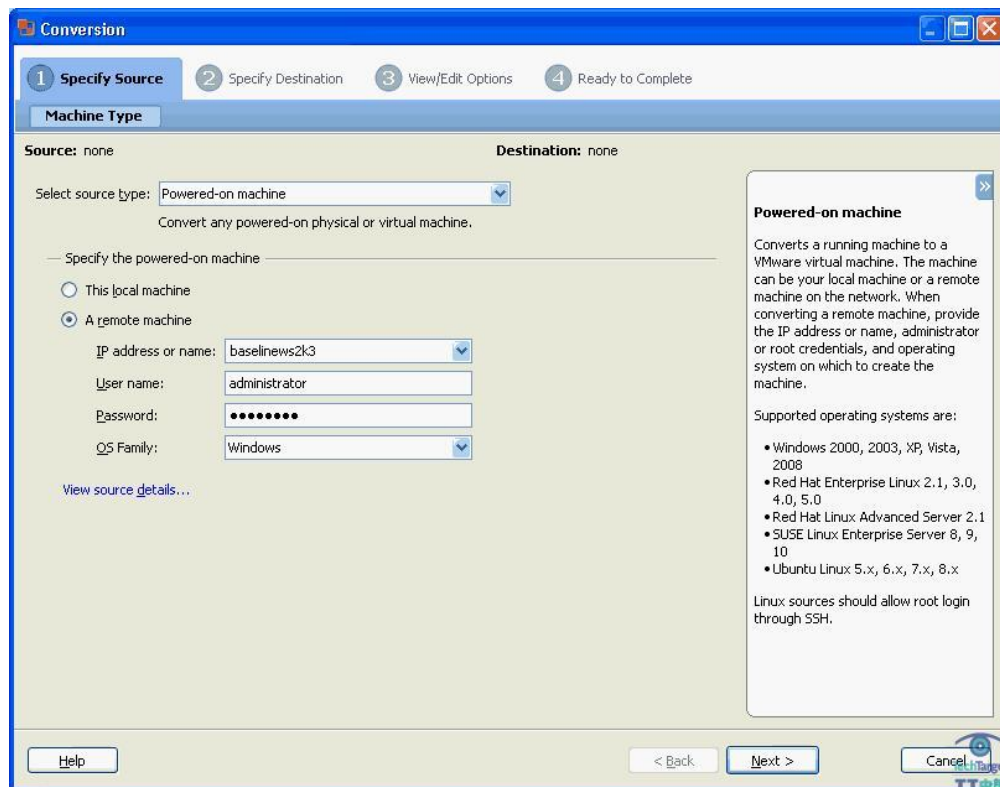 Conversion
1 Specify Source
2 Specify Destination
3 View/Edit Options
4 Ready to Complete
Machine Type
Source: none
Destination: none
Select source type: Powered-on machine
Convert any powered-on physical or virtual machine.
Specify the powered-on machine
This local machine
A remote machine
IP address or name: baselinews2k3
User name: administrator
Password: ●●●●●●●●
OS Family: Windows
View source details...
»
Powered-on machine
Converts a running machine to a
VMware virtual machine. The machine
can be your local machine or a remote
machine on the network. When
converting a remote machine, provide
the IP address or name, administrator
or root credentials, and operating
system on which to create the
machine.
Supported operating systems are:
• Windows 2000, 2003, XP, Vista,
2008
• Red Hat Enterprise Linux 2.1, 3.0,
4.0, 5.0
• Red Hat Linux Advanced Server 2.1
• SUSE Linux Enterprise Server 8, 9,
10
• Ubuntu Linux 5.x, 6.x, 7.x, 8.x
Linux sources should allow root login
through SSH.
Help
< Back
Next >
Cancel